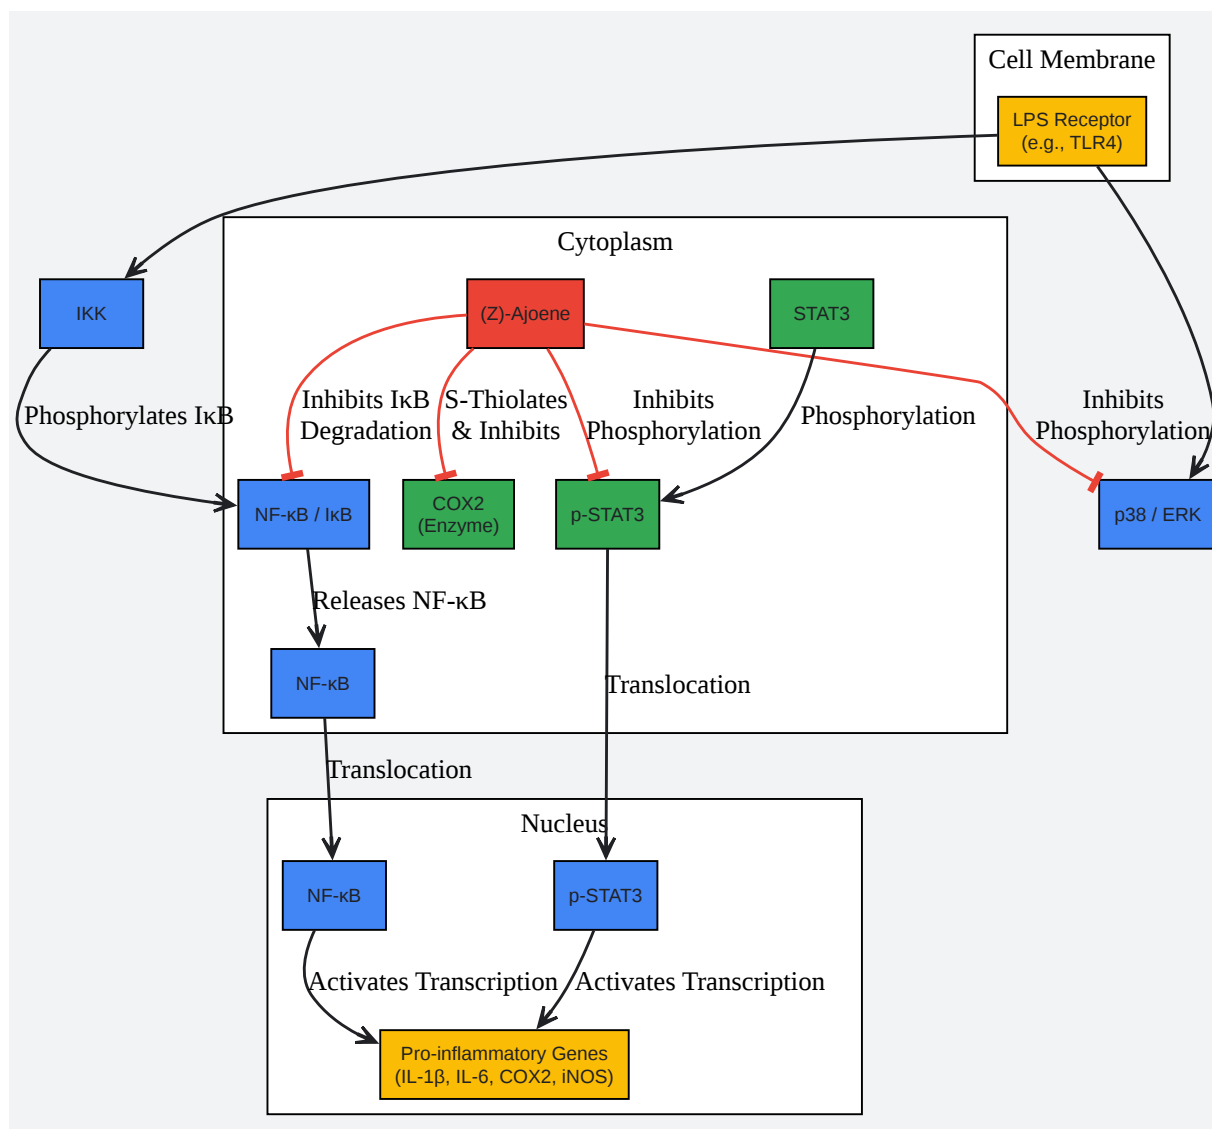 Cell Membrane
LPS Receptor
(e.g., TLR4)
Cytoplasm
IKK
(Z)-Ajoene
STAT3
Phosphorylates IκB
Inhibits IκB
Degradation
S-Thiolates
& Inhibits
Inhibits
Phosphorylation
Phosphorylation
Inhibits
Phosphorylation
NF-κB / IκB
COX2
(Enzyme)
p-STAT3
p38 / ERK
Releases NF-κB
NF-κB
Translocation
Translocation
Nucleus
NF-κB
p-STAT3
Activates Transcription
Activates Transcription
Pro-inflammatory Genes
(IL-1β, IL-6, COX2, iNOS)